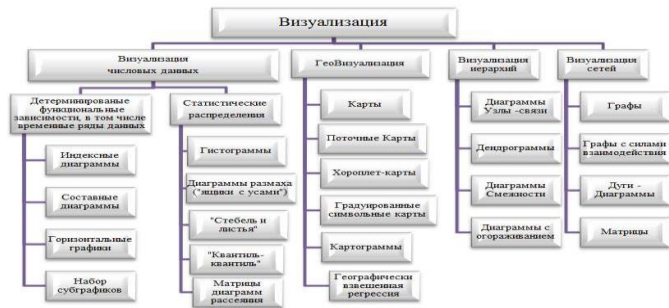 Визуализация
Визуализация
числовых данных
ГеоВизуализация
Визуализация
иерархий
Визуализация
сетей
Детерминированые
функциональные
зависимости, в том числе
временные ряды данных
Индексные
диаграммы
Составные
диаграммы
Горизонтальные
графики
Набор
субграфиков
Статистические
распределения
Гистограммы
Диаграммы размаха
("ящики с усами")
"Стебель и
листья"
"Квантиль-
квантиль"
Матрицы
диаграмм
рассеяния
Карты
Поточные Карты
Хороплет-карты
Градуированные
символьные карты
Картограммы
Географически
взвешенная
регрессия
Диаграммы
Узлы -связи
Дендрограммы
Диаграммы
Смежности
Диаграммы с
огораживанием
Графы
Графы с силами
взаимодействия
Дуги -
Диаграммы
Матрицы